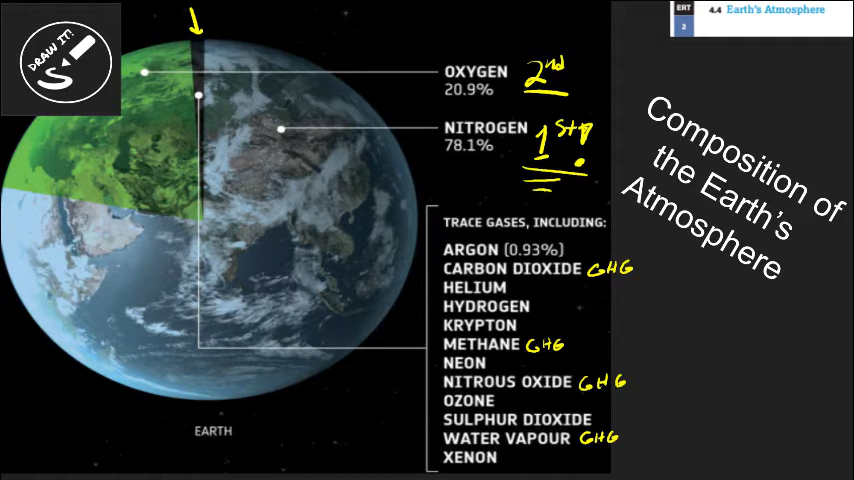 DRAW IT!
S
ERT
2
4.4 Earth's Atmosphere
OXYGEN 2nd
20.9%
NITROGEN 1st
78.1%
Composition of
the Earth's
Atmosphere
TRACE GASES, INCLUDING:
ARGON (0.93%)
CARBON DIOXIDE GHG
HELIUM
HYDROGEN
KRYPTON
METHANE GHG
NEON
NITROUS OXIDE GHG
OZONE
SULPHUR DIOXIDE
WATER VAPOUR GHG
XENON
EARTH